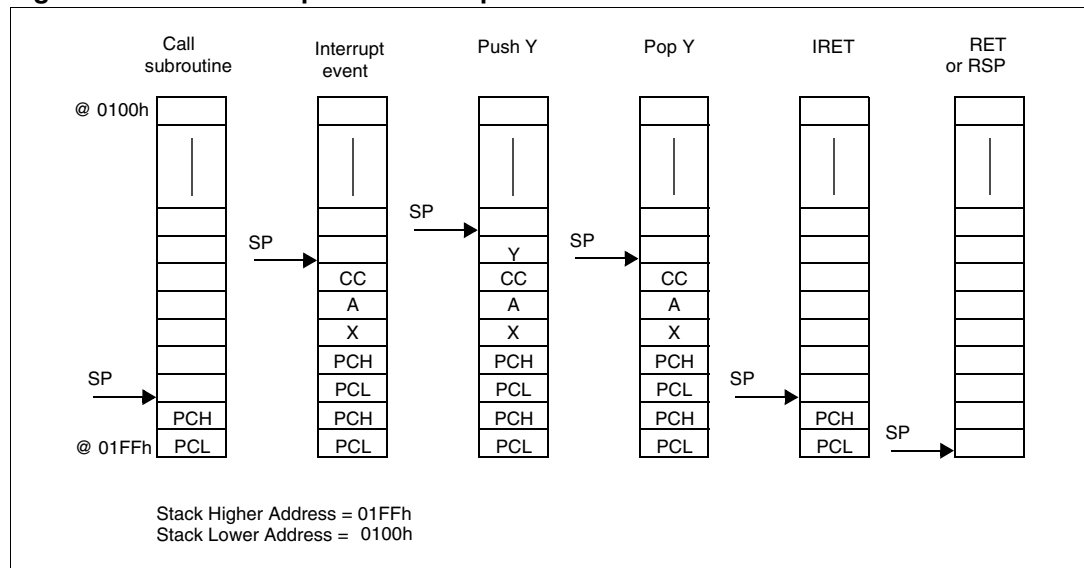 Call
subroutine
Interrupt
event
Push Y
Pop Y
IRET
RET
or RSP
@ 0100h
SP
SP
SP
Y
CC
CC
CC
A
A
A
X
X
X
PCH
PCH
PCH
SP
PCL
PCL
PCL
SP
PCH
PCH
PCH
PCH
PCH
SP
@ 01FFh
PCL
PCL
PCL
PCL
PCL
Stack Higher Address = 01FFh
Stack Lower Address = 0100h